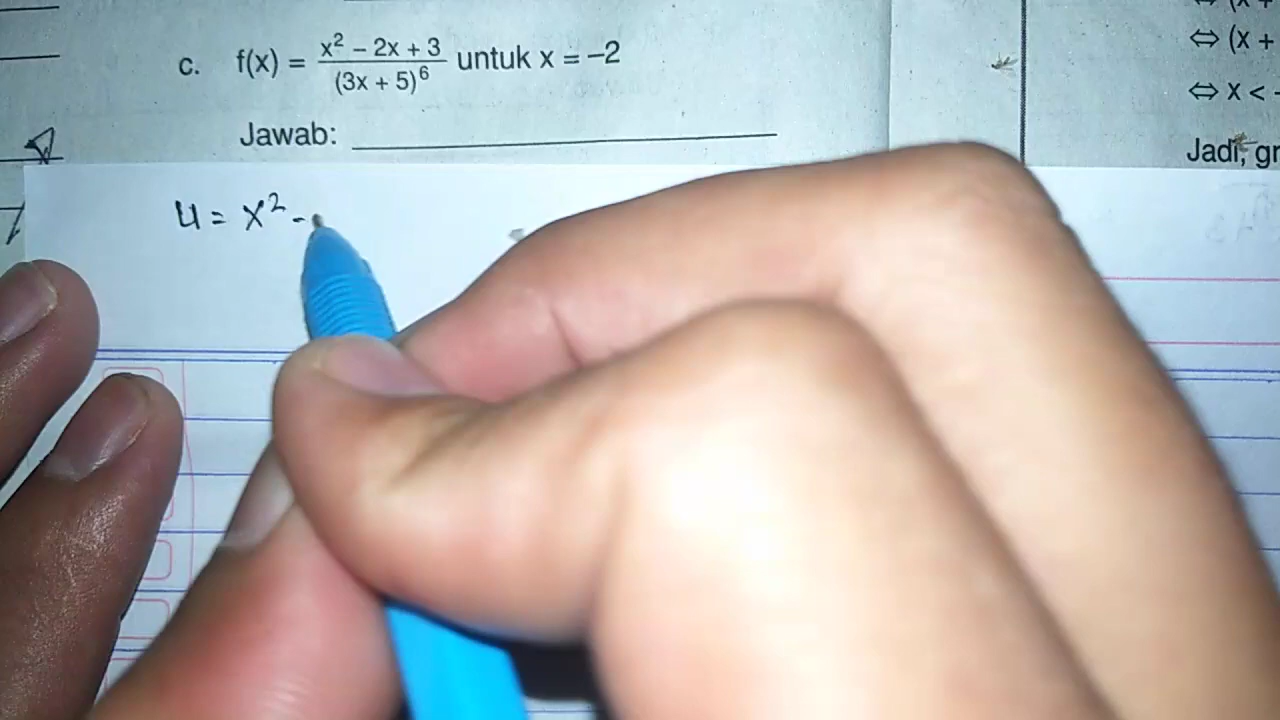 c. f(x) = x² – 2x + 3 / (3x + 5)⁶ untuk x = –2
Jawab:
u = x² -
⇔ (x +
⇔ x <
Jadi, gr